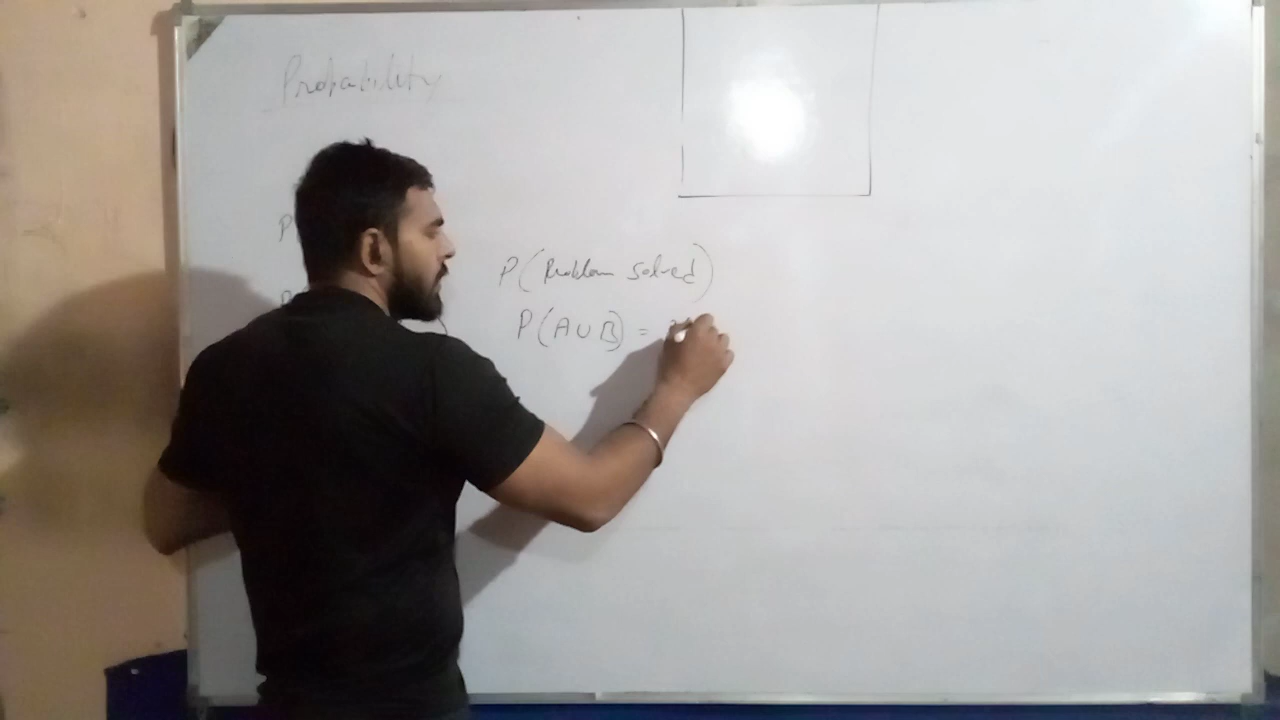 Probability
P
P(Problem solved)
P
P(A∪B) =